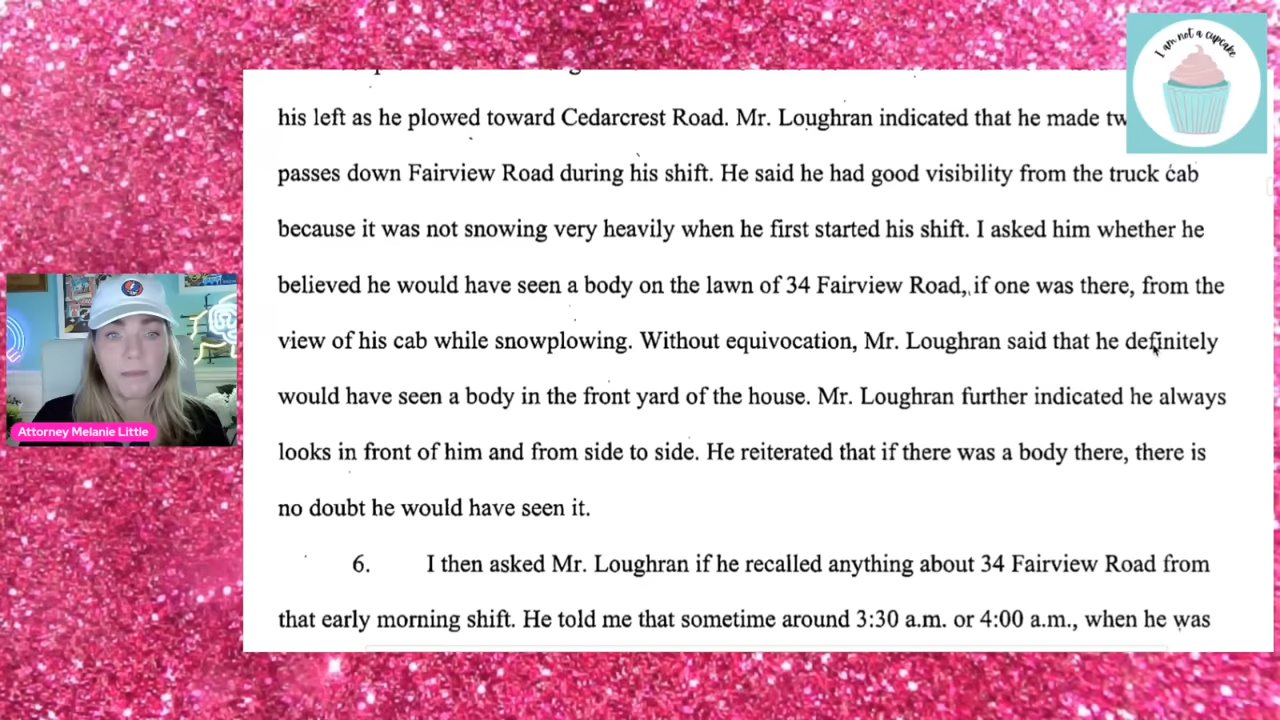 I am not a cupcake
his left as he plowed toward Cedarcrest Road. Mr. Loughran indicated that he made tw
passes down Fairview Road during his shift. He said he had good visibility from the truck cab
because it was not snowing very heavily when he first started his shift. I asked him whether he
believed he would have seen a body on the lawn of 34 Fairview Road, if one was there, from the
view of his cab while snowplowing. Without equivocation, Mr. Loughran said that he definitely
would have seen a body in the front yard of the house. Mr. Loughran further indicated he always
looks in front of him and from side to side. He reiterated that if there was a body there, there is
no doubt he would have seen it.
6. I then asked Mr. Loughran if he recalled anything about 34 Fairview Road from
that early morning shift. He told me that sometime around 3:30 a.m. or 4:00 a.m., when he was
Attorney Melanie Little